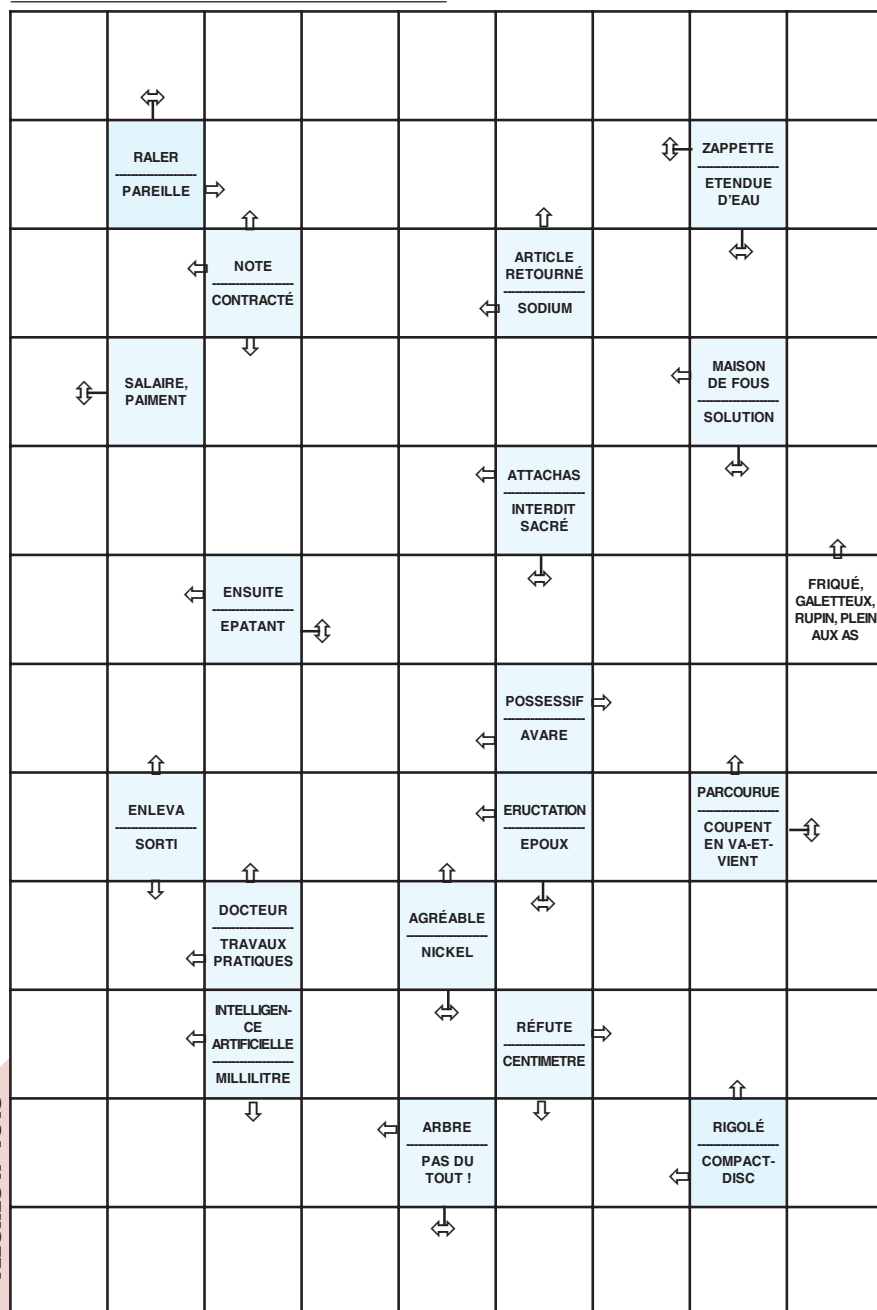 RALER
PAREILLE
ZAPPETTE
ETENDUE
D'EAU
NOTE
CONTRACTÉ
ARTICLE
RETOURNÉ
SODIUM
SALAIRE,
PAIMENT
MAISON
DE FOUS
SOLUTION
ATTACHAS
INTERDIT
SACRÉ
ENSUITE
EPATANT
FRIQUÉ,
GALETTEUX,
RUPIN, PLEIN
AUX AS
POSSESSIF
AVARE
ENLEVA
SORTI
ERUCTATION
EPOUX
PARCOURUE
COUPENT
EN VA-ET-
VIENT
DOCTEUR
TRAVAUX
PRATIQUES
AGRÉABLE
NICKEL
INTELLIGEN-
CE
ARTIFICIELLE
MILLILITRE
RÉFUTE
CENTIMETRE
ARBRE
PAS DU
TOUT !
RIGOLÉ
COMPACT-
DISC